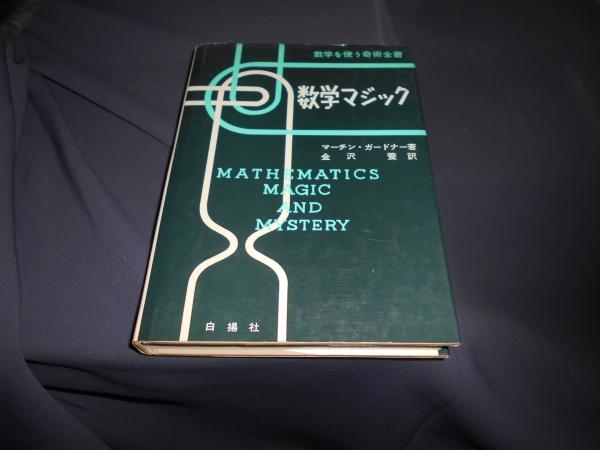 数学を使う奇術全書
数学マジック
マーチン・ガードナー著
金沢 養訳
MATHEMATICS
MAGIC
AND
MYSTERY
白揚社